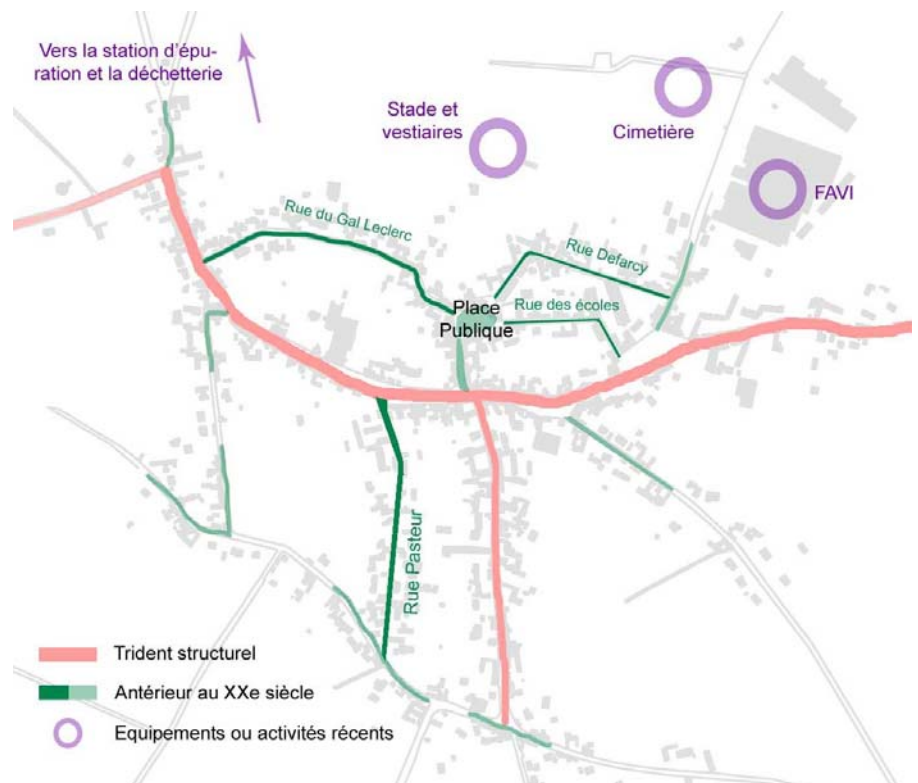 Vers la station d'épu-
ration et la déchetterie
Stade et
vestiaires
Cimetière
FAVI
Rue du Gal Leclerc
Rue Defarcy
Place
Publique
Rue des écoles
Rue Pasteur
Trident structurel
Antérieur au XXe siècle
Equipements ou activités récents